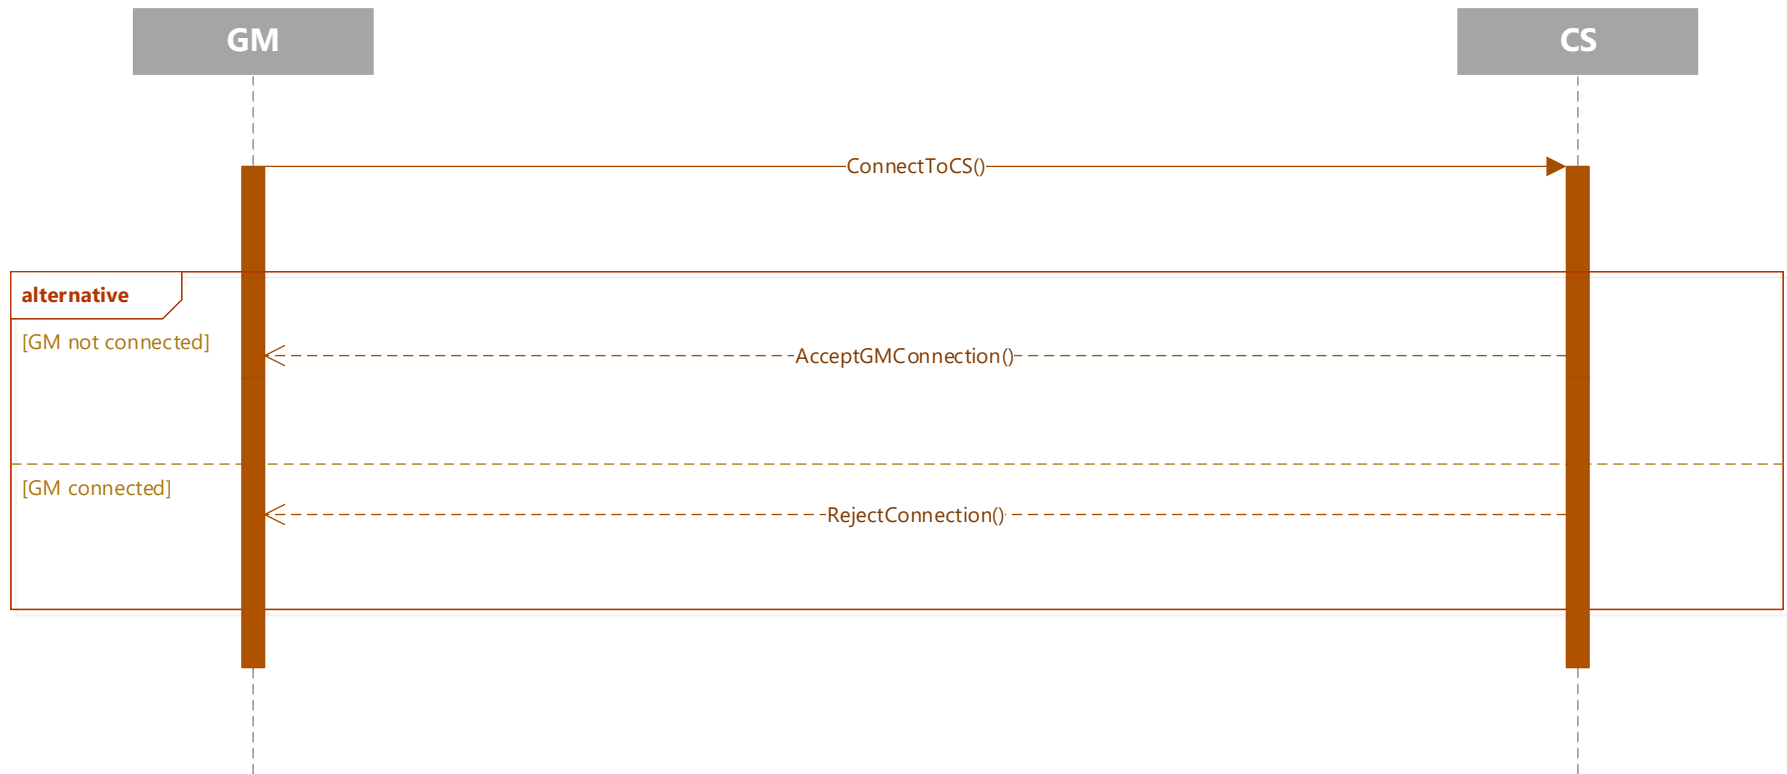 GM
CS
ConnectToCS()
alternative
[GM not connected]
AcceptGMConnection()
[GM connected]
RejectConnection()